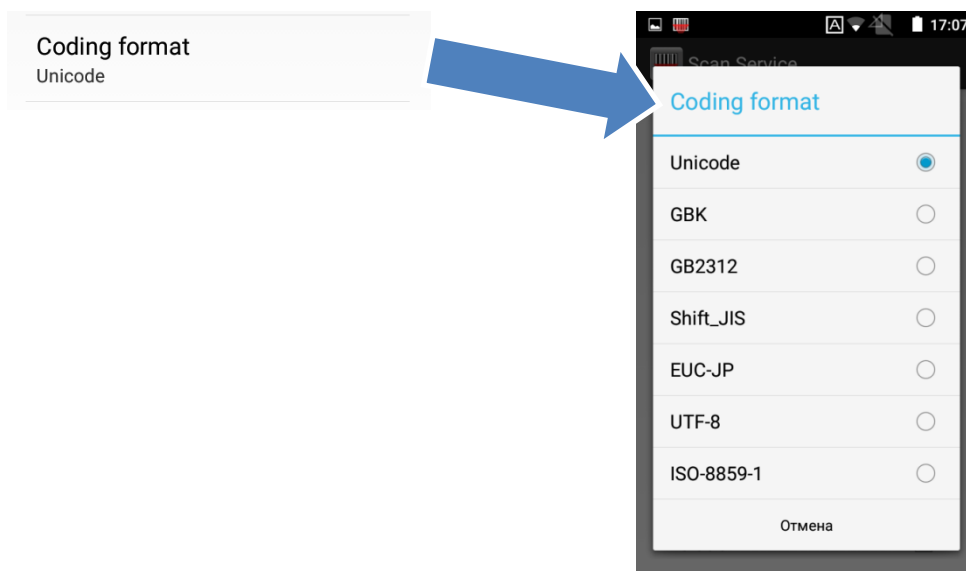 Coding format
Unicode
A 17:07
Scan Service
Coding format
Unicode
GBK
GB2312
Shift_JIS
EUC-JP
UTF-8
ISO-8859-1
Отмена